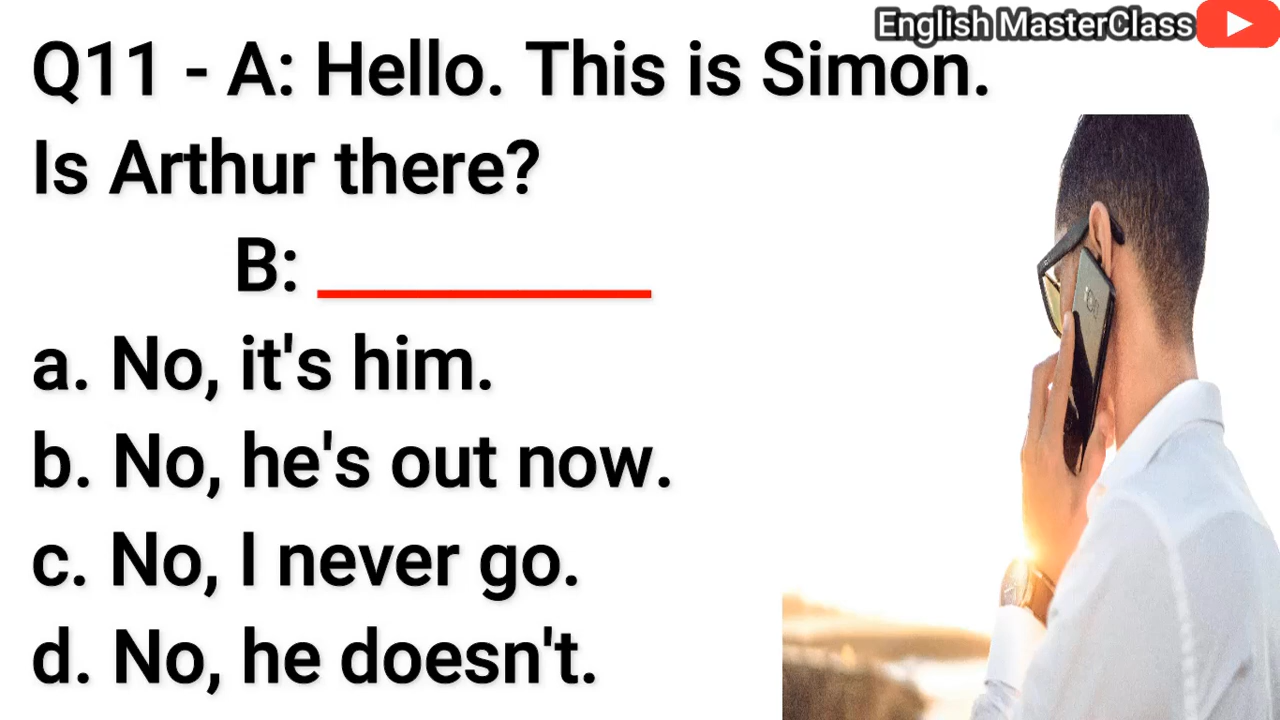 English MasterClass
Q11 - A: Hello. This is Simon.
Is Arthur there?
B: __________
a. No, it's him.
b. No, he's out now.
c. No, I never go.
d. No, he doesn't.